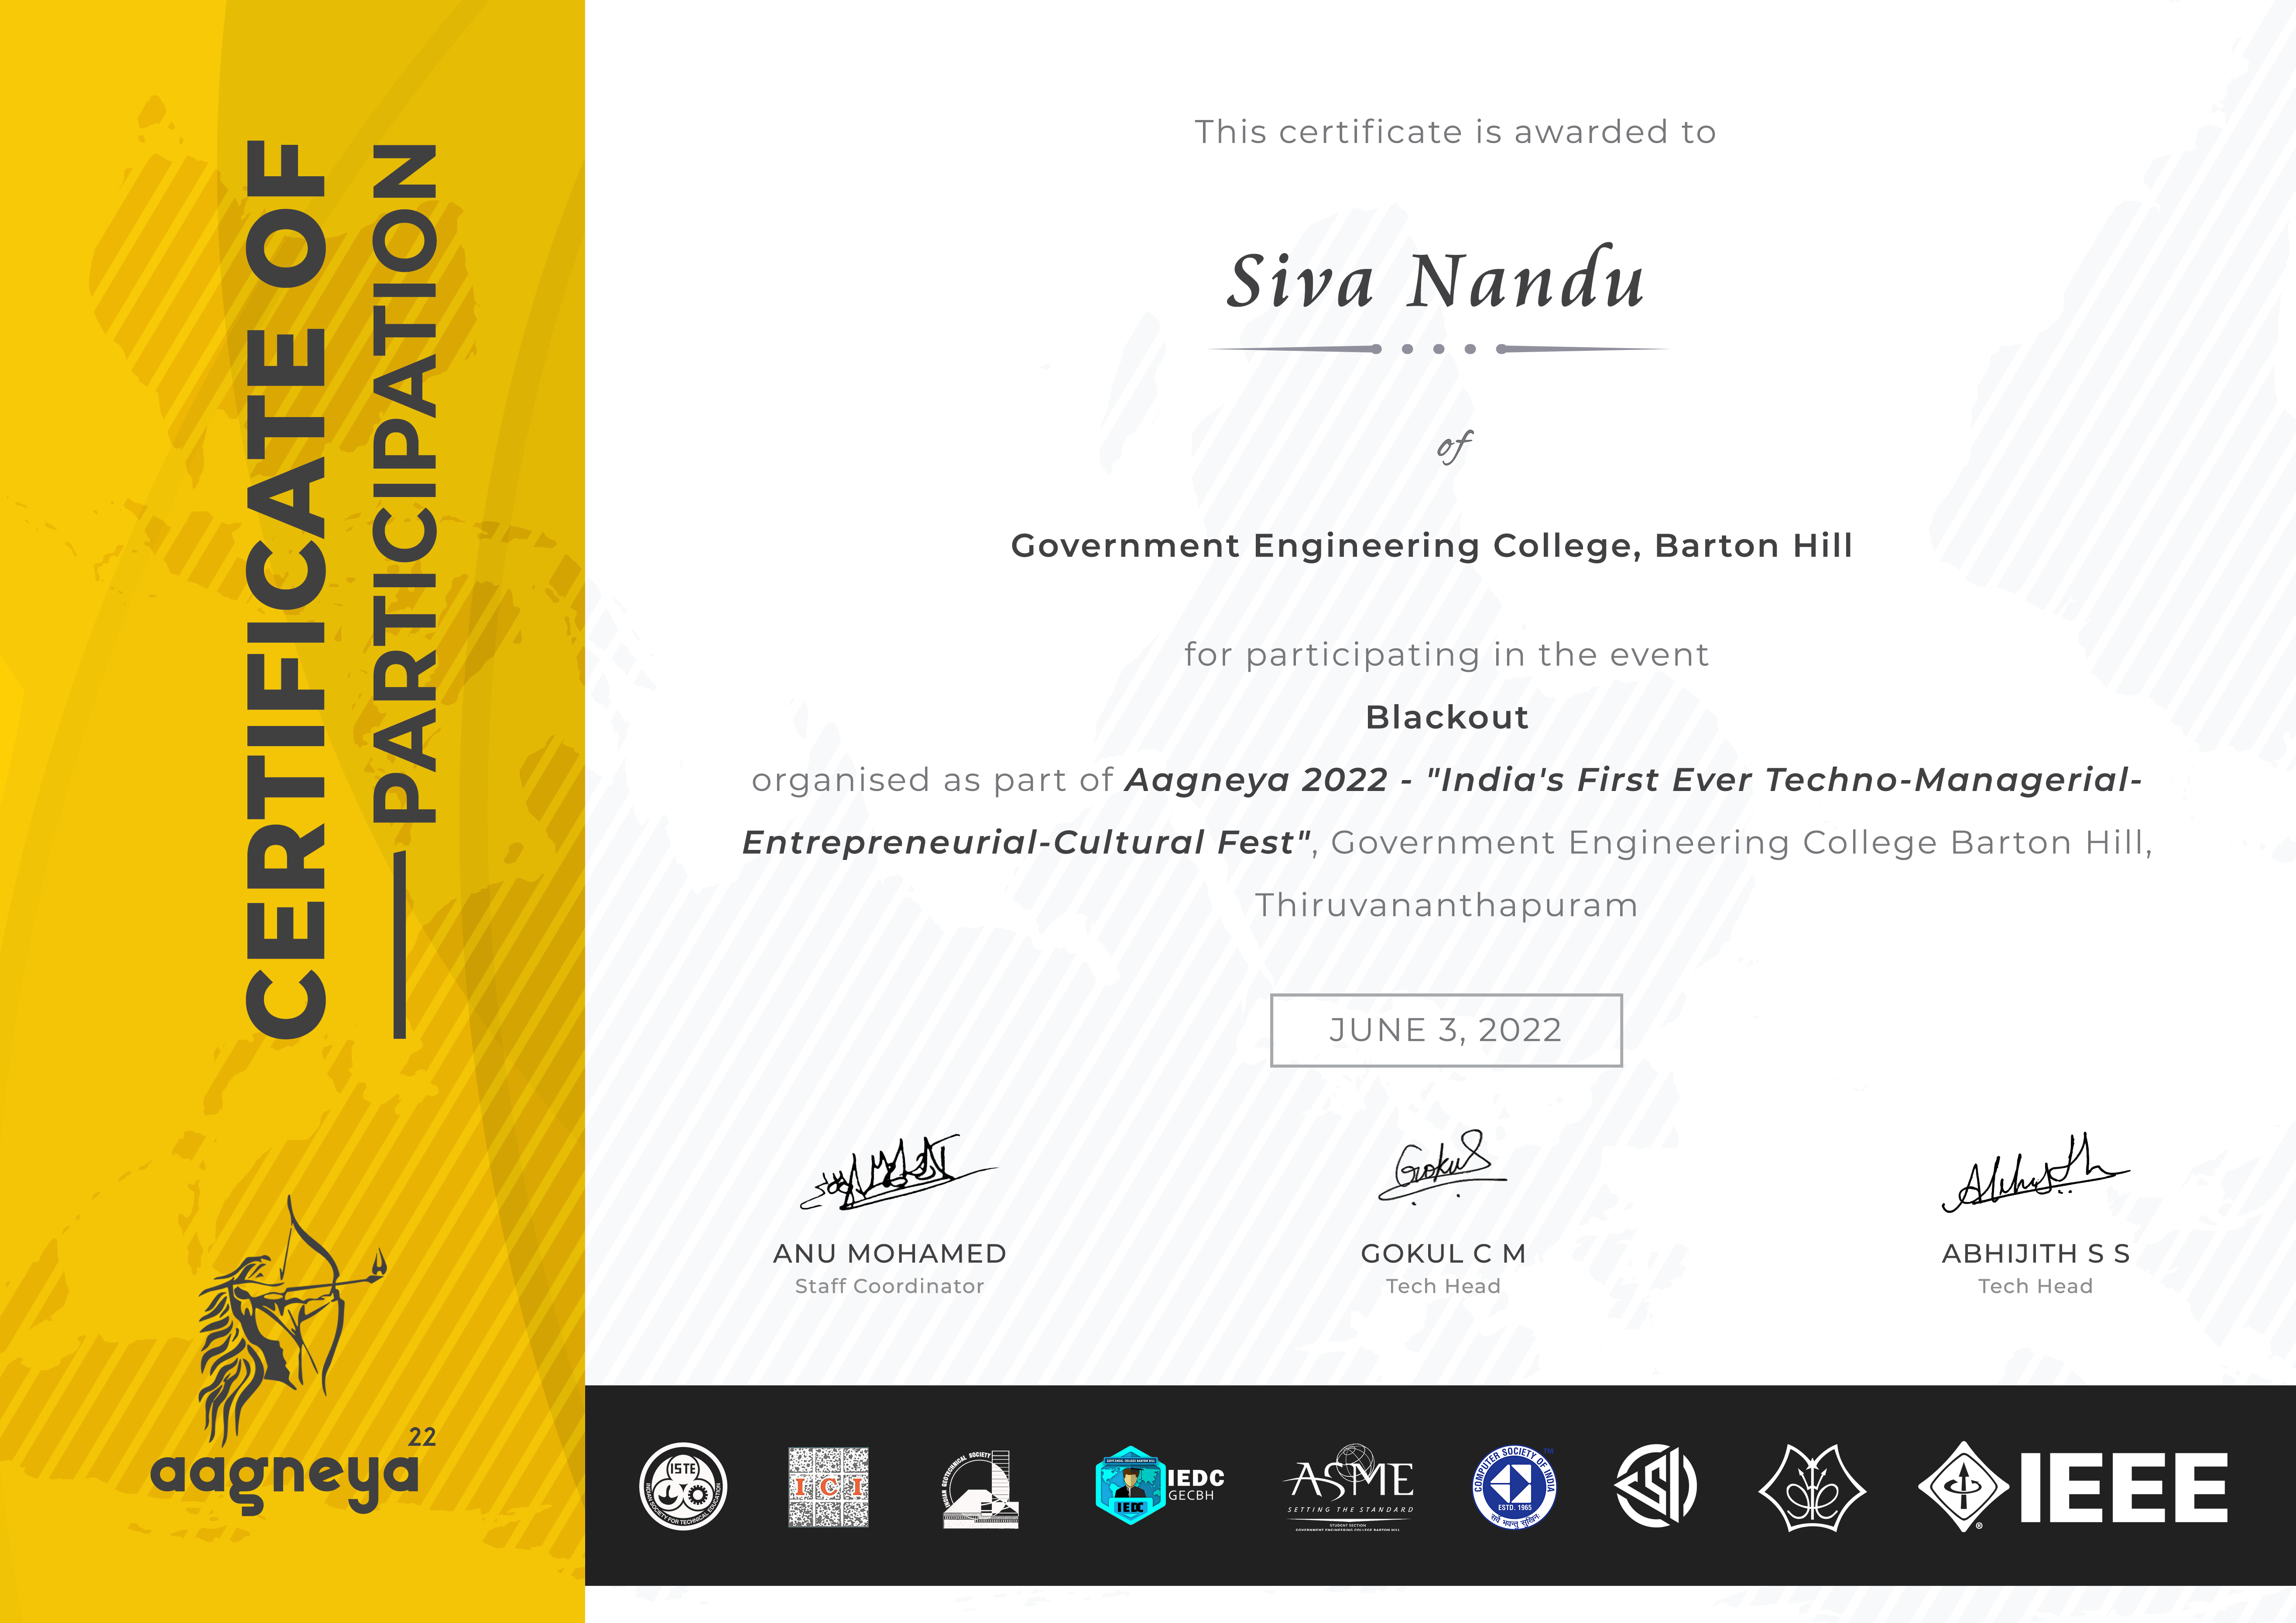 CERTIFICATE OF
PARTICIPATION
22
aagneya
This certificate is awarded to
Siva Nandu
of
Government Engineering College, Barton Hill
for participating in the event
Blackout
organised as part of Aagneya 2022 - "India's First Ever Techno-Managerial-
Entrepreneurial-Cultural Fest", Government Engineering College Barton Hill,
Thiruvananthapuram
JUNE 3, 2022
Gokul
ANU MOHAMED
Staff Coordinator
GOKUL C M
Tech Head
ABHIJITH S S
Tech Head
ISTE
INDIAN SOCIETY FOR TECHNICAL EDUCATION
ICI
INDIAN GEOTECHNICAL SOCIETY
IEDC
IEDC
GECBH
ASME
SETTING THE STANDARD
STUDENT SECTION
GOVERNMENT ENGINEERING COLLEGE BARTON HILL
COMPUTER SOCIETY OF INDIA
TM
ESTD. 1965
सर्वे भवन्तु सुखिनः
IEEE